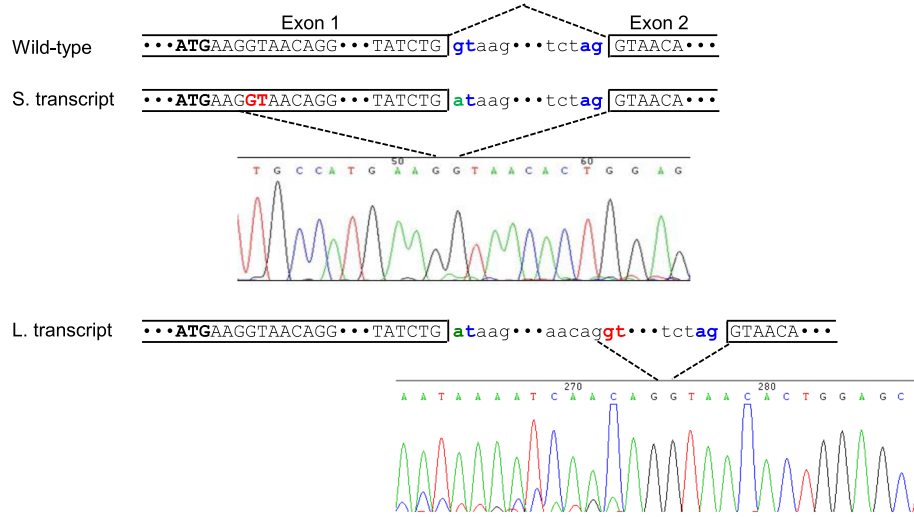 Exon 1 Exon 2
Wild-type •••ATGAAGGTAACAGG•••TATCTG gtaag•••tctag GTAACA•••
S. transcript •••ATGAAGGTAACAGG•••TATCTG ataag•••tctag GTAACA•••
50 60
T G C C A T G A A G G T A A C A C T G G A G
L. transcript •••ATGAAGGTAACAGG•••TATCTG ataag•••aacaggt•••tctag GTAACA•••
270 280
A A T A A A A T C A A C A G G T A A C A C T G G A G C